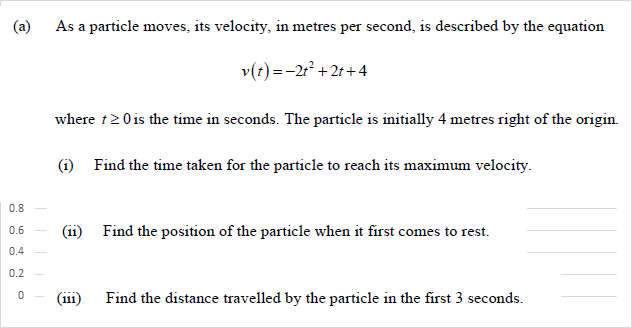 (a) As a particle moves, its velocity, in metres per second, is described by the equation
v(t) = −2t² + 2t + 4
where t ≥ 0 is the time in seconds. The particle is initially 4 metres right of the origin.
(i) Find the time taken for the particle to reach its maximum velocity.
0.8
0.6
(ii) Find the position of the particle when it first comes to rest.
0.4
0.2
0
(iii) Find the distance travelled by the particle in the first 3 seconds.